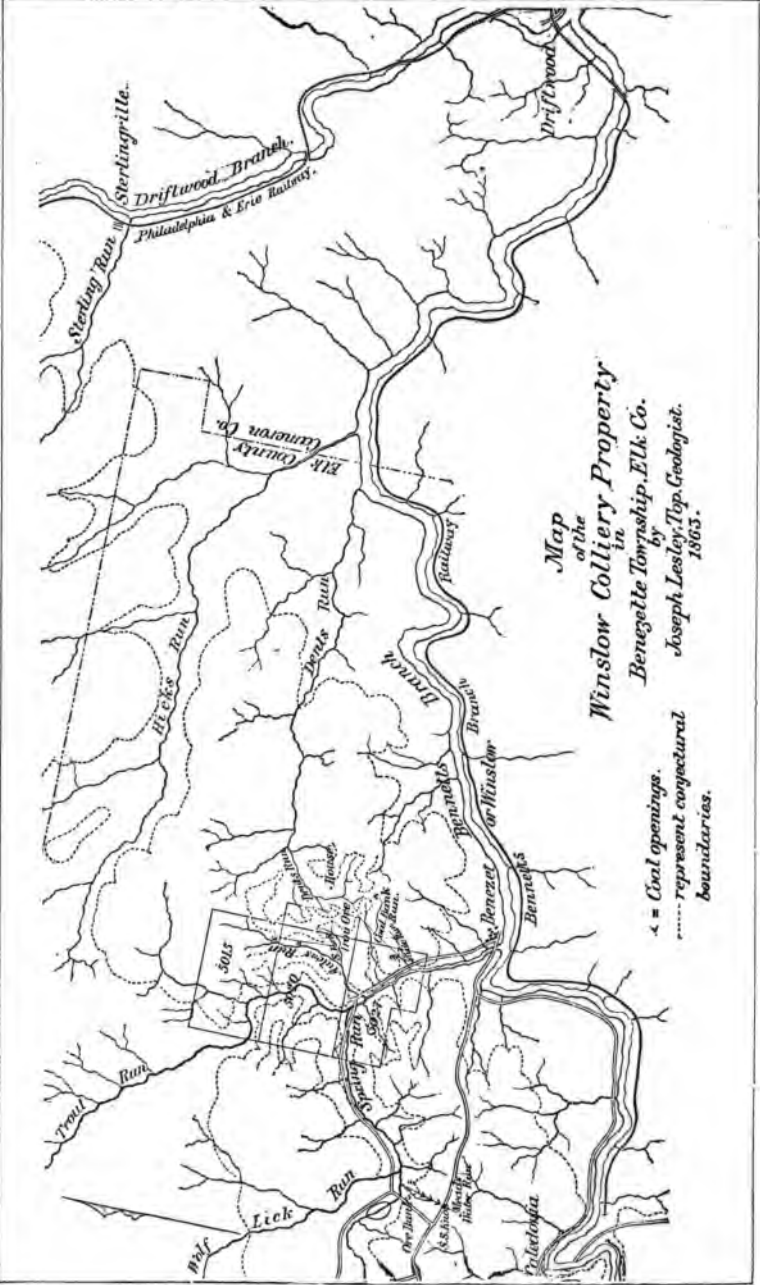 Map
of the
Winslow Colliery Property
in
Benezette Township, Elk Co.
by
Joseph Lesley, Top. Geologist.
1863.
= Coal openings.
------ represent conjectural
boundaries.
Sterling Run
Sterlingville.
Driftwood Branch.
Philadelphia & Erie Railway.
Driftwood
Elk County
Cameron Co.
Hicks Run
Dents Run
Railway
Branch
Bennetts
Branch
or Winslow
Benezet
Bennetts
Trout Run
5015
Iron Ore
Run.
Spring Run
Wolf Lick Run
Ore Bank
Caledonia